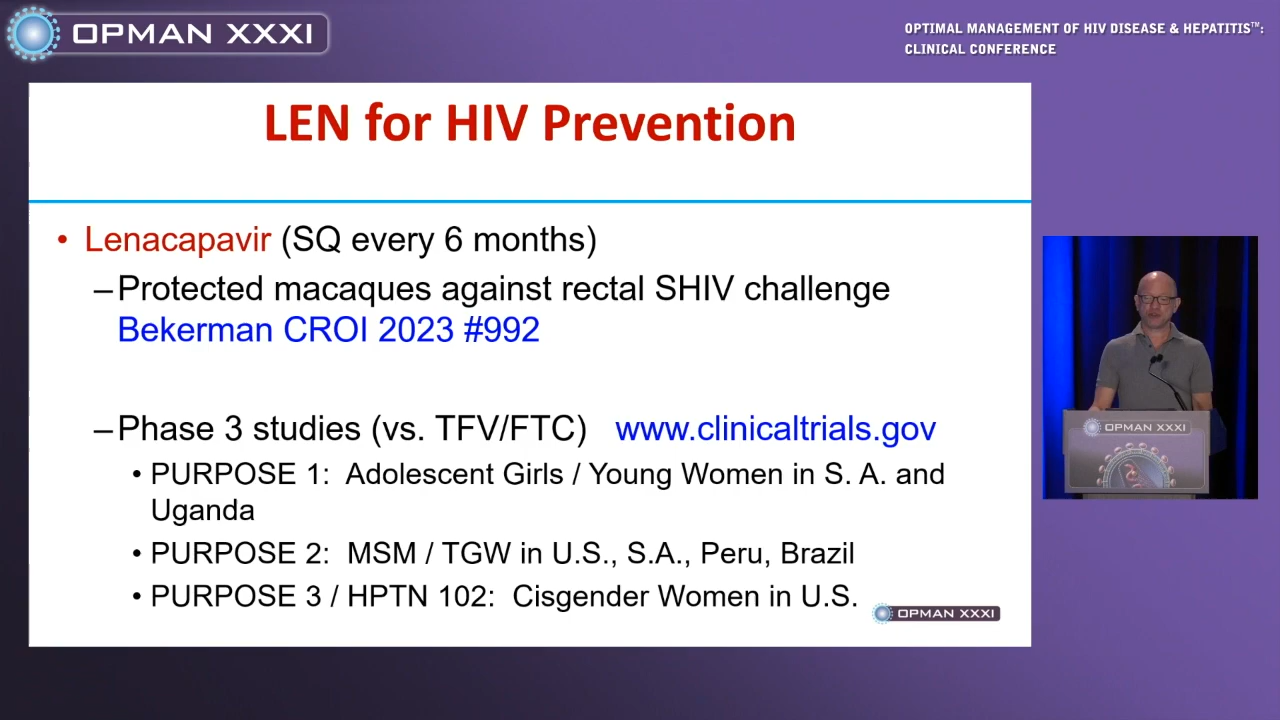 OPMAN XXXI
OPTIMAL MANAGEMENT OF HIV DISEASE & HEPATITIS™:
CLINICAL CONFERENCE
LEN for HIV Prevention
• Lenacapavir (SQ every 6 months)
–Protected macaques against rectal SHIV challenge
Bekerman CROI 2023 #992
–Phase 3 studies (vs. TFV/FTC) www.clinicaltrials.gov
• PURPOSE 1: Adolescent Girls / Young Women in S. A. and
Uganda
• PURPOSE 2: MSM / TGW in U.S., S.A., Peru, Brazil
• PURPOSE 3 / HPTN 102: Cisgender Women in U.S.
OPMAN XXXI
OPMAN XXXI